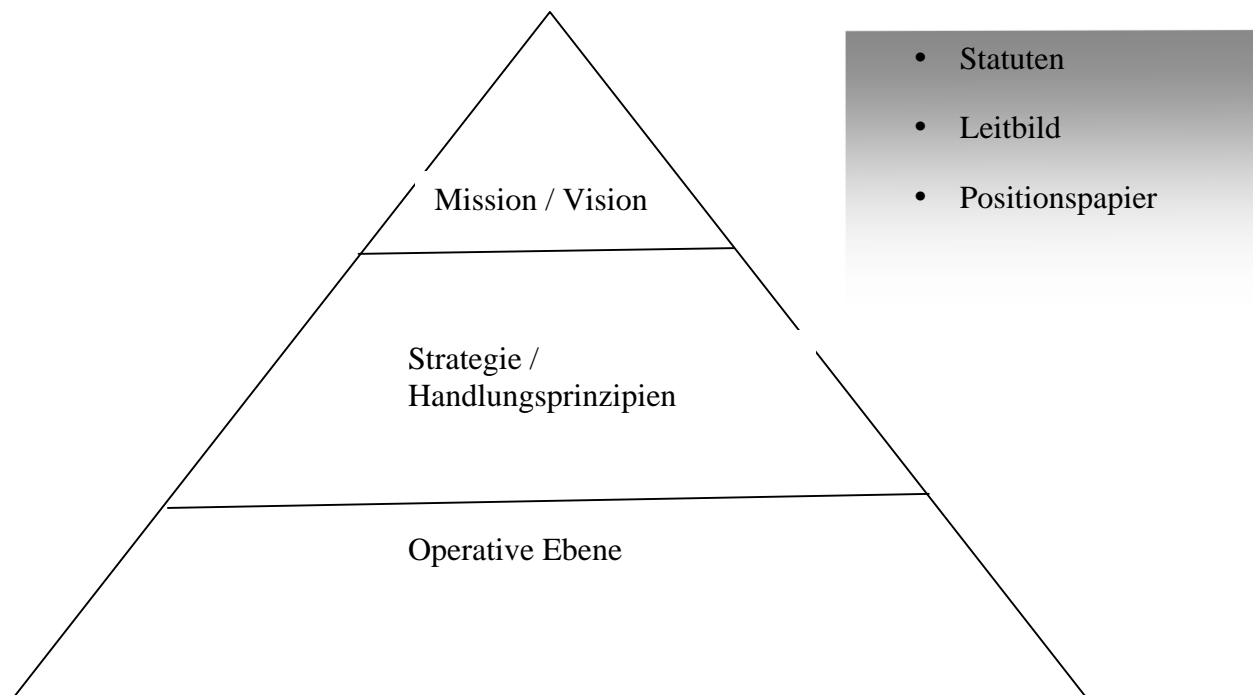 Mission / Vision
Strategie /
Handlungsprinzipien
Operative Ebene
• Statuten
• Leitbild
• Positionspapier